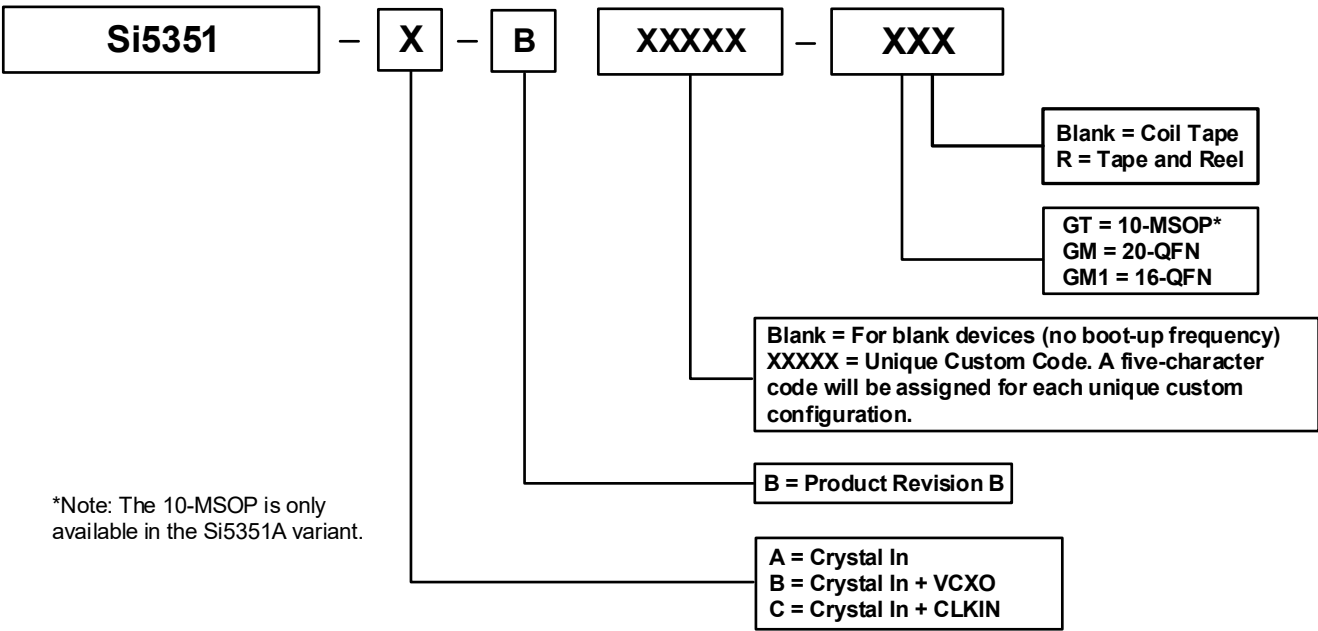 Si5351 – X – B XXXXX – XXX
Blank = Coil Tape
R = Tape and Reel
GT = 10-MSOP*
GM = 20-QFN
GM1 = 16-QFN
Blank = For blank devices (no boot-up frequency)
XXXXX = Unique Custom Code. A five-character
code will be assigned for each unique custom
configuration.
B = Product Revision B
*Note: The 10-MSOP is only
available in the Si5351A variant.
A = Crystal In
B = Crystal In + VCXO
C = Crystal In + CLKIN